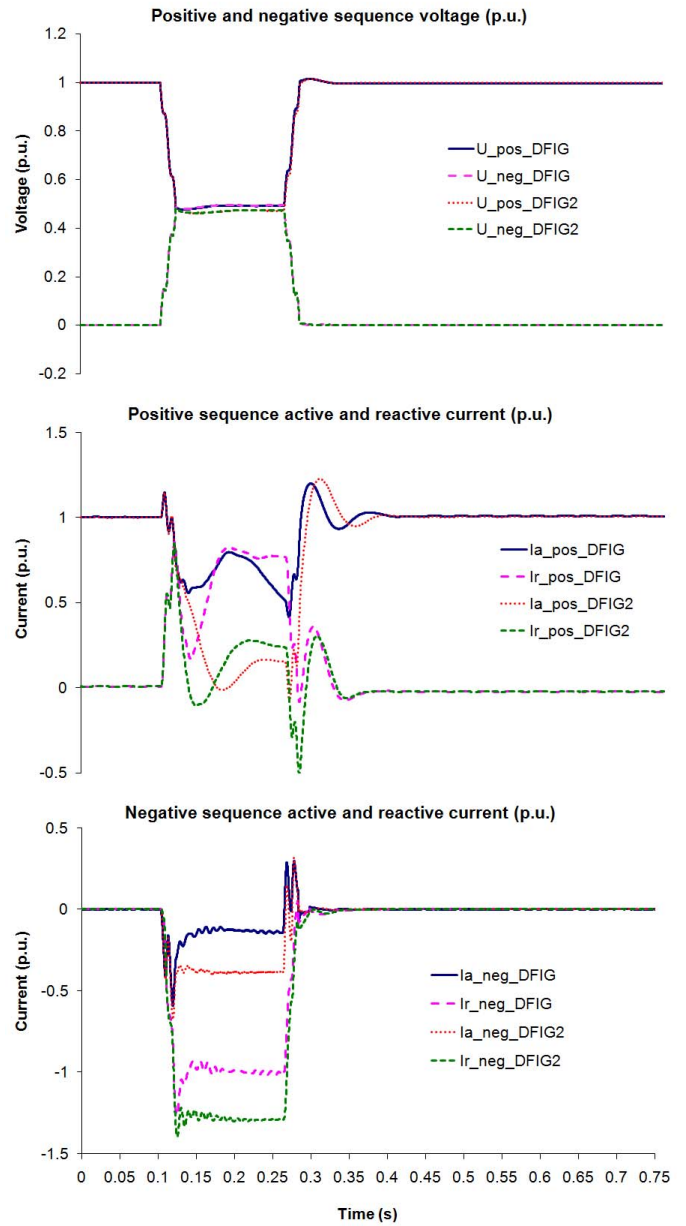 Positive and negative sequence voltage (p.u.)
1.2
1
0.8
0.6
0.4
0.2
0
-0.2
Voltage (p.u.)
U_pos_DFIG
U_neg_DFIG
U_pos_DFIG2
U_neg_DFIG2
Positive sequence active and reactive current (p.u.)
1.5
1
0.5
0
-0.5
Current (p.u.)
Ia_pos_DFIG
Ir_pos_DFIG
Ia_pos_DFIG2
Ir_pos_DFIG2
Negative sequence active and reactive current (p.u.)
0.5
0
-0.5
-1
-1.5
Current (p.u.)
Ia_neg_DFIG
Ir_neg_DFIG
Ia_neg_DFIG2
Ir_neg_DFIG2
0 0.05 0.1 0.15 0.2 0.25 0.3 0.35 0.4 0.45 0.5 0.55 0.6 0.65 0.7 0.75
Time (s)